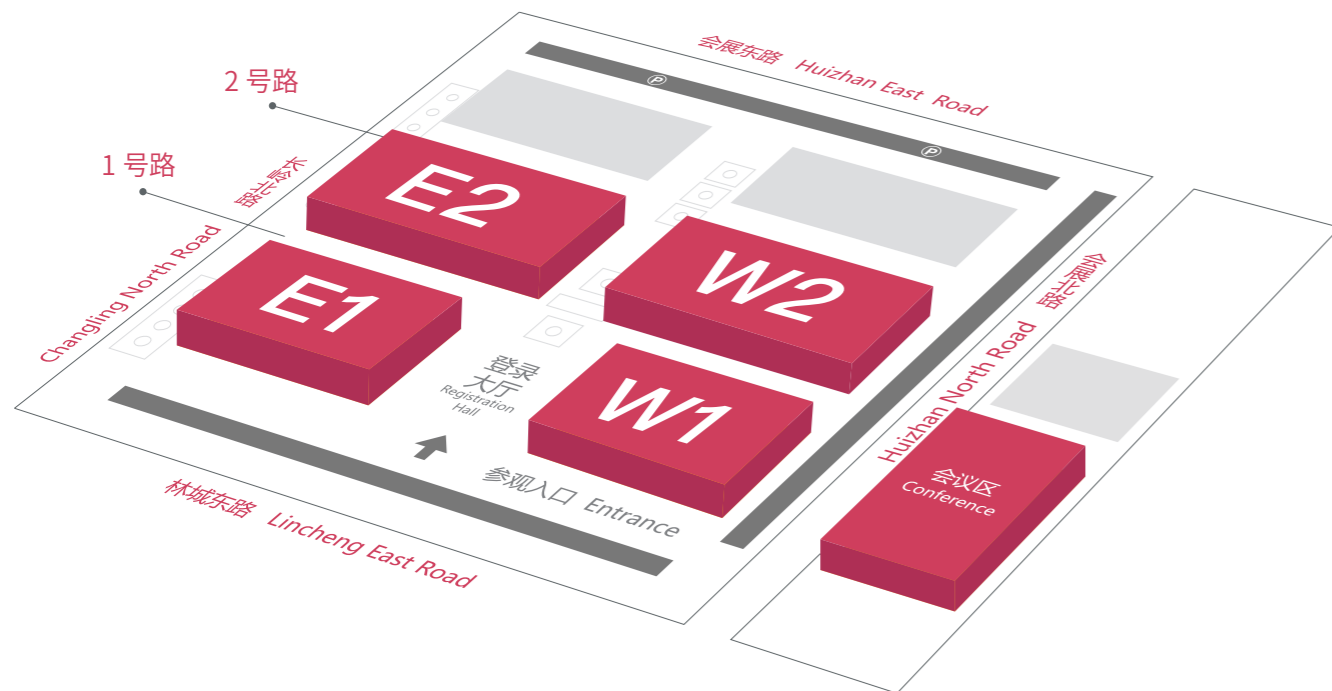 会展东路 Huizhan East Road
P
P
2 号路
1 号路
长岭北路
Changling North Road
E2
E1
W2
W1
会展北路
Huizhan North Road
登录
大厅
Registration
Hall
参观入口 Entrance
会议区
Conference
林城东路 Lincheng East Road